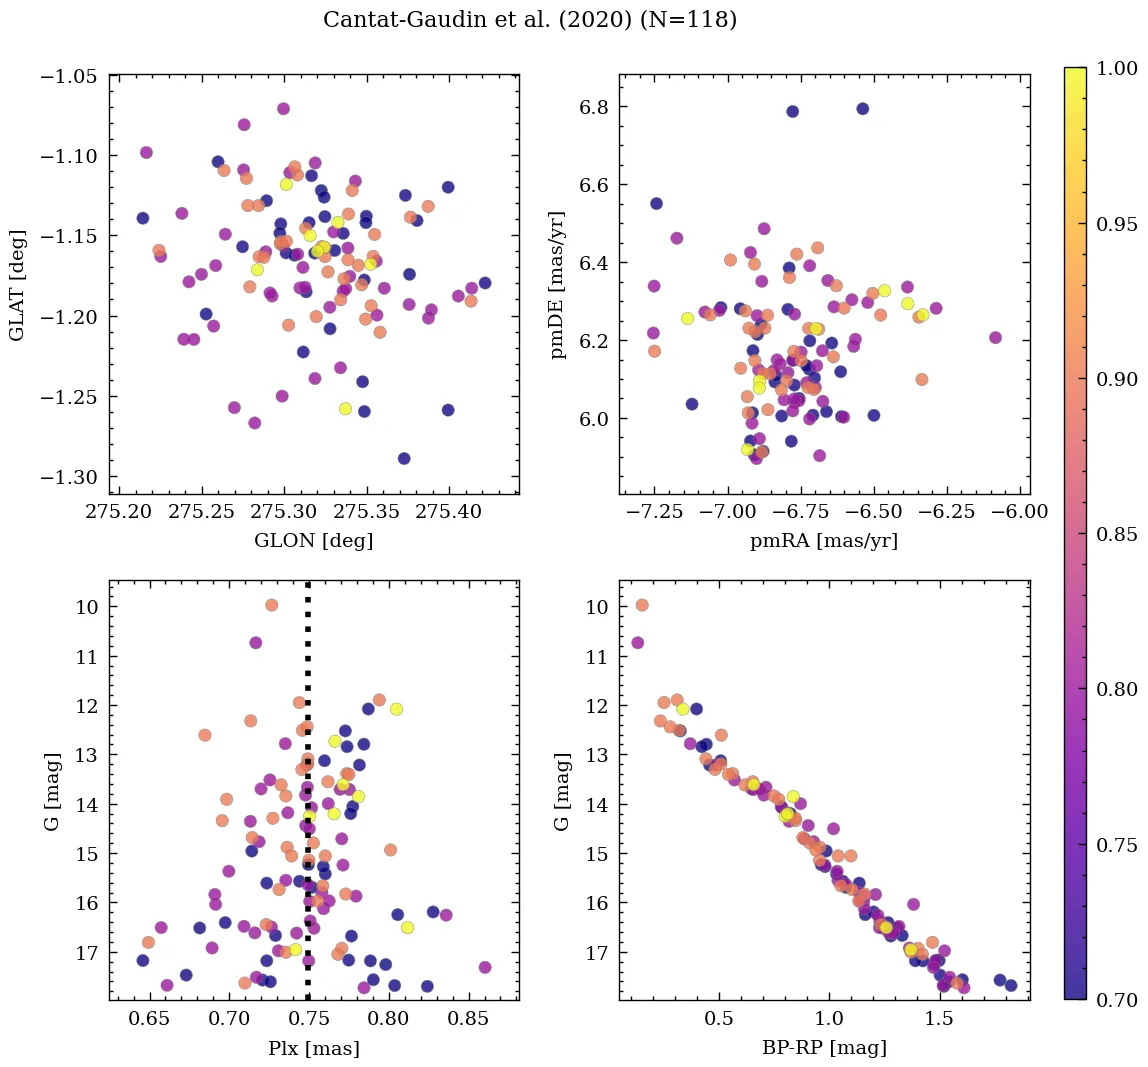 Cantat-Gaudin et al. (2020) (N=118)
−1.05
−1.10
−1.15
−1.20
−1.25
−1.30
GLAT [deg]
275.20 275.25 275.30 275.35 275.40
GLON [deg]
6.8
6.6
6.4
6.2
6.0
pmDE [mas/yr]
−7.25 −7.00 −6.75 −6.50 −6.25 −6.00
pmRA [mas/yr]
10
11
12
13
14
15
16
17
G [mag]
0.65 0.70 0.75 0.80 0.85
Plx [mas]
10
11
12
13
14
15
16
17
G [mag]
0.5 1.0 1.5
BP-RP [mag]
1.00
0.95
0.90
0.85
0.80
0.75
0.70